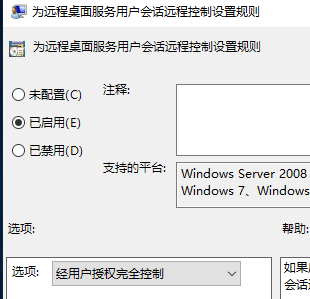 为远程桌面服务用户会话远程控制设置规则
为远程桌面服务用户会话远程控制设置规则
未配置(C)
注释:
已启用(E)
已禁用(D)
支持的平台:
Windows Server 2008
Windows 7、Windows
选项:
帮助:
选项:
经用户授权完全控制
如果
会话远